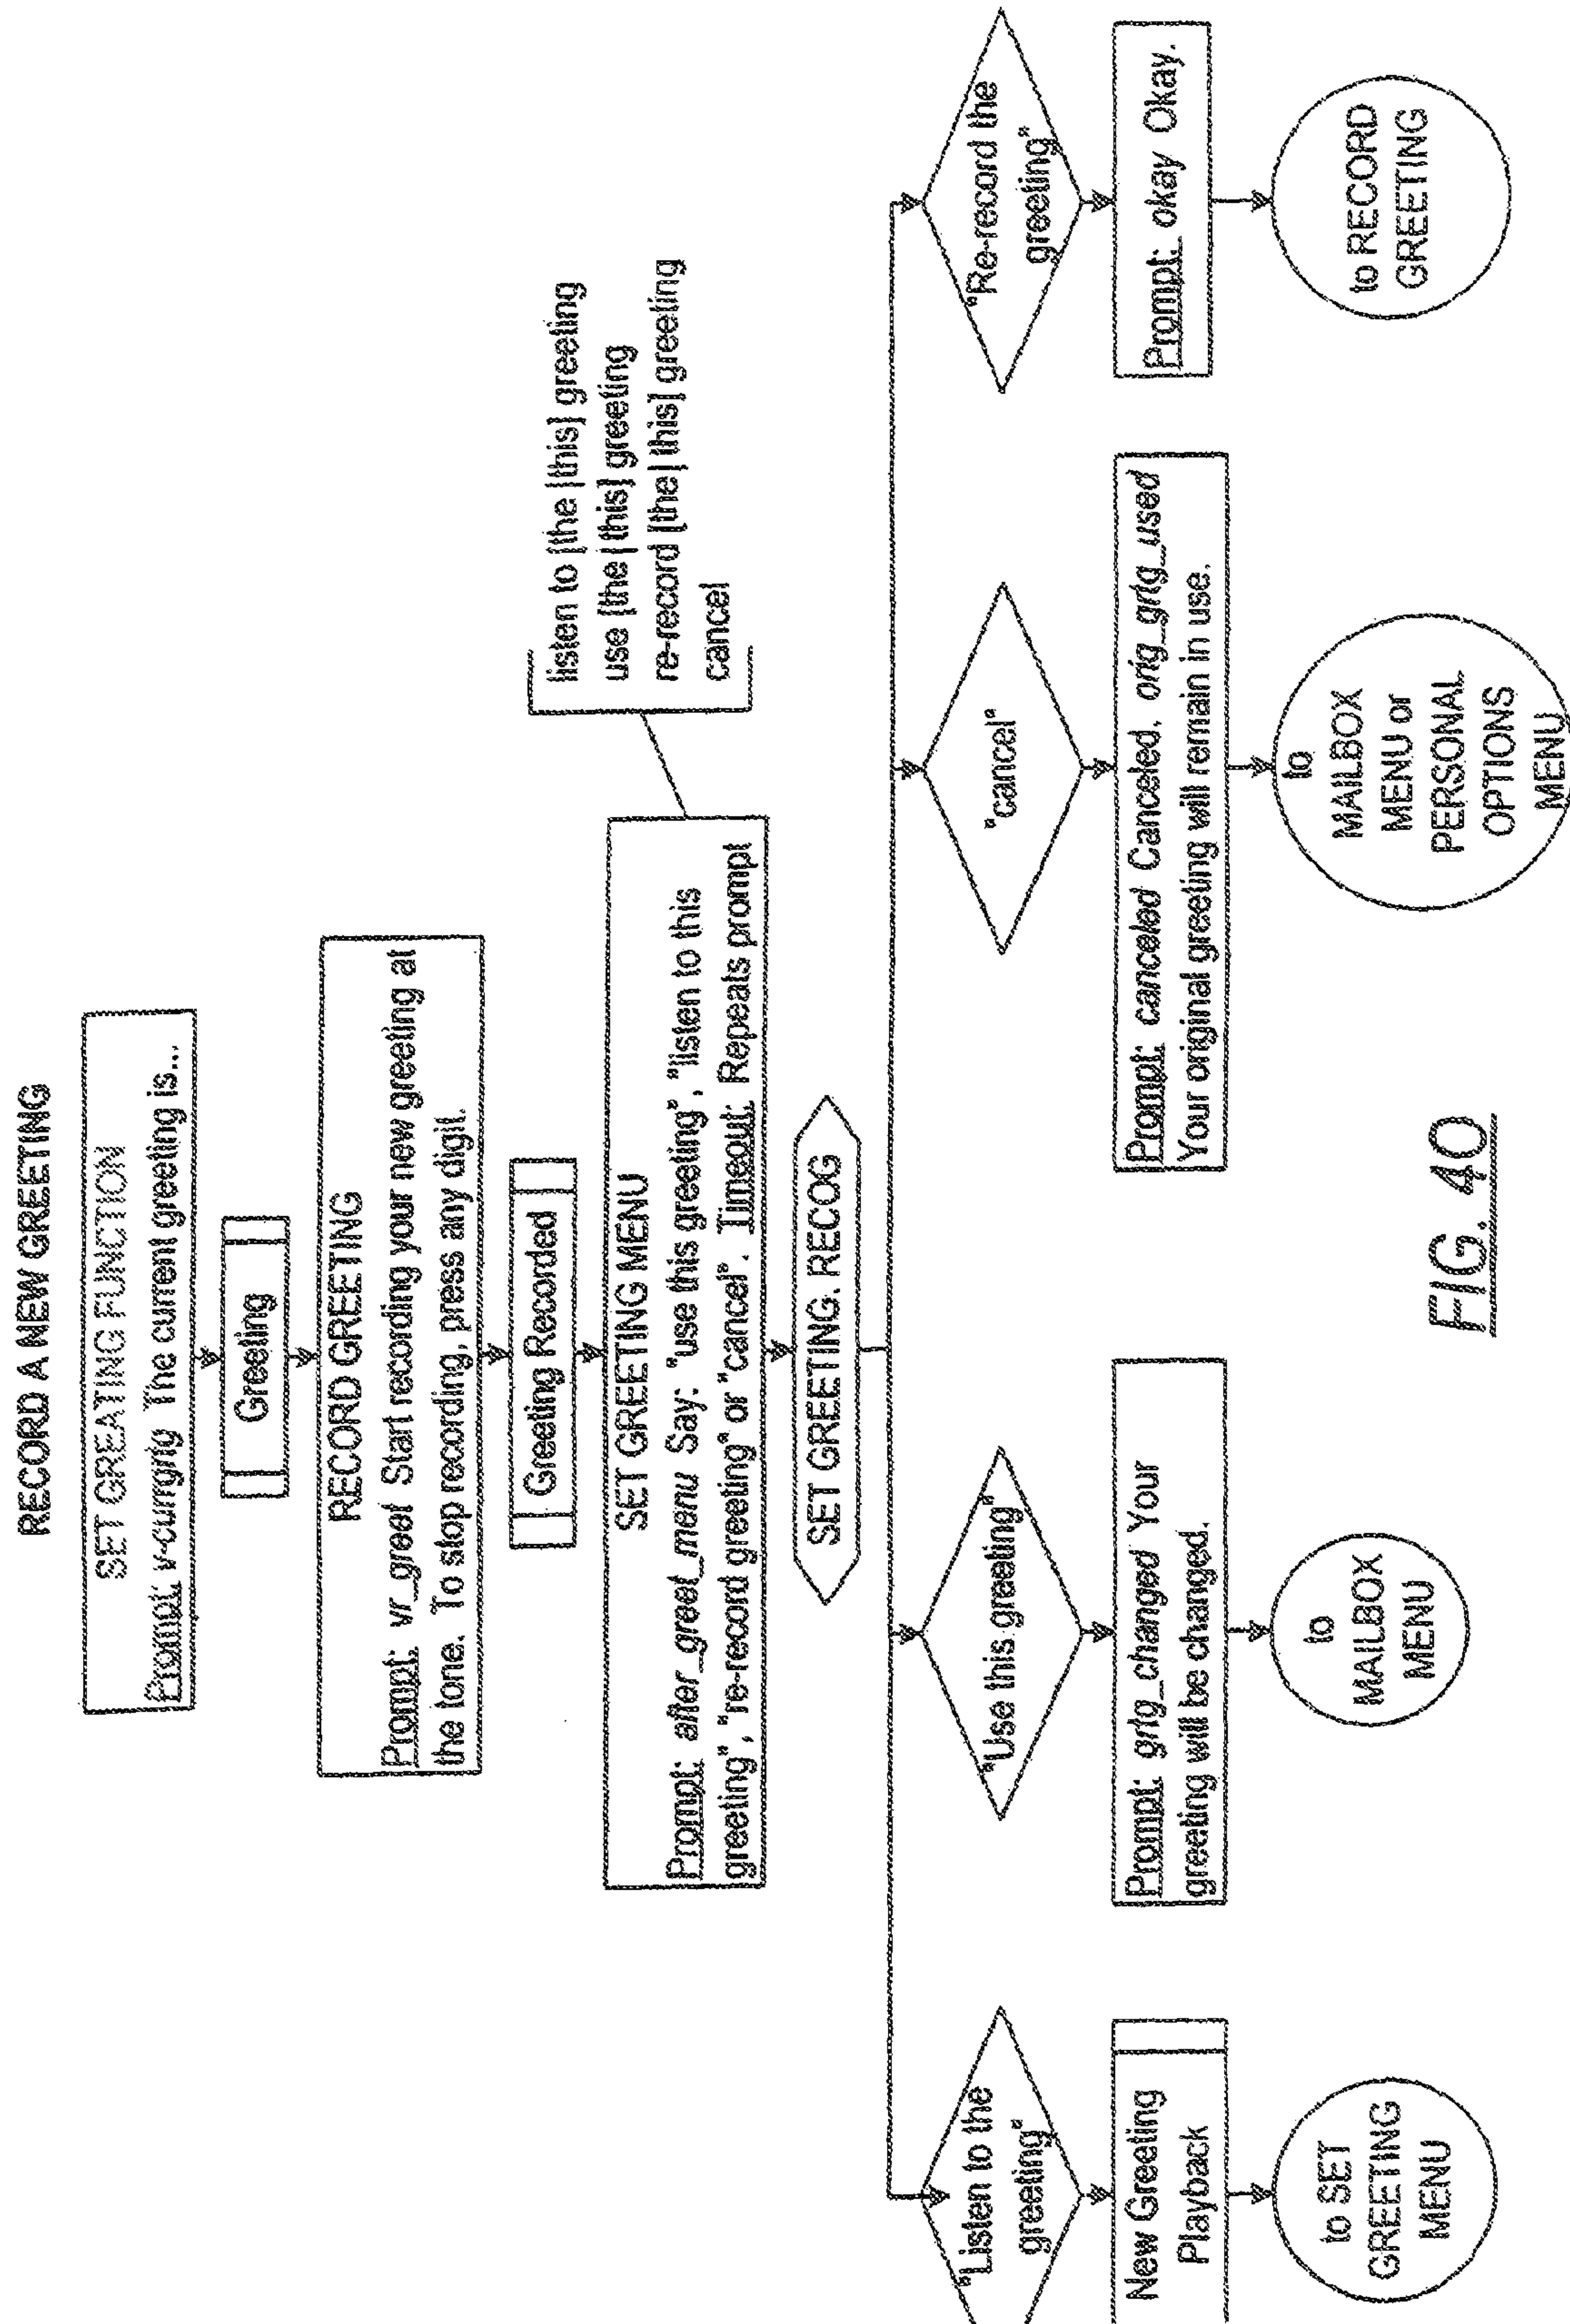 RECORD A NEW GREETING
SET GREATING FUNCTION
Prompt: v-currgrtg The current greeting is...
Greeting
RECORD GREETING
Prompt: vr_greet Start recording your new greeting at
the tone. To stop recording, press any digit.
Greeting Recorded
SET GREETING MENU
Prompt: after_greet_menu Say: "use this greeting", "listen to this
greeting", "re-record greeting" or "cancel". Timeout: Repeats prompt
listen to [the|this] greeting
use [the|this] greeting
re-record [the|this] greeting
cancel
SET GREETING. RECOG
"Listen to the
greeting"
New Greeting
Playback
to SET
GREETING
MENU
"Use this greeting"
Prompt: grtg_changed Your
greeting will be changed.
to
MAILBOX
MENU
"cancel"
Prompt: canceled Canceled. orig_grtg_used
Your original greeting will remain in use.
to
MAILBOX
MENU or
PERSONAL
OPTIONS
MENU
"Re-record the
greeting"
Prompt: okay Okay.
to RECORD
GREETING
FIG. 40